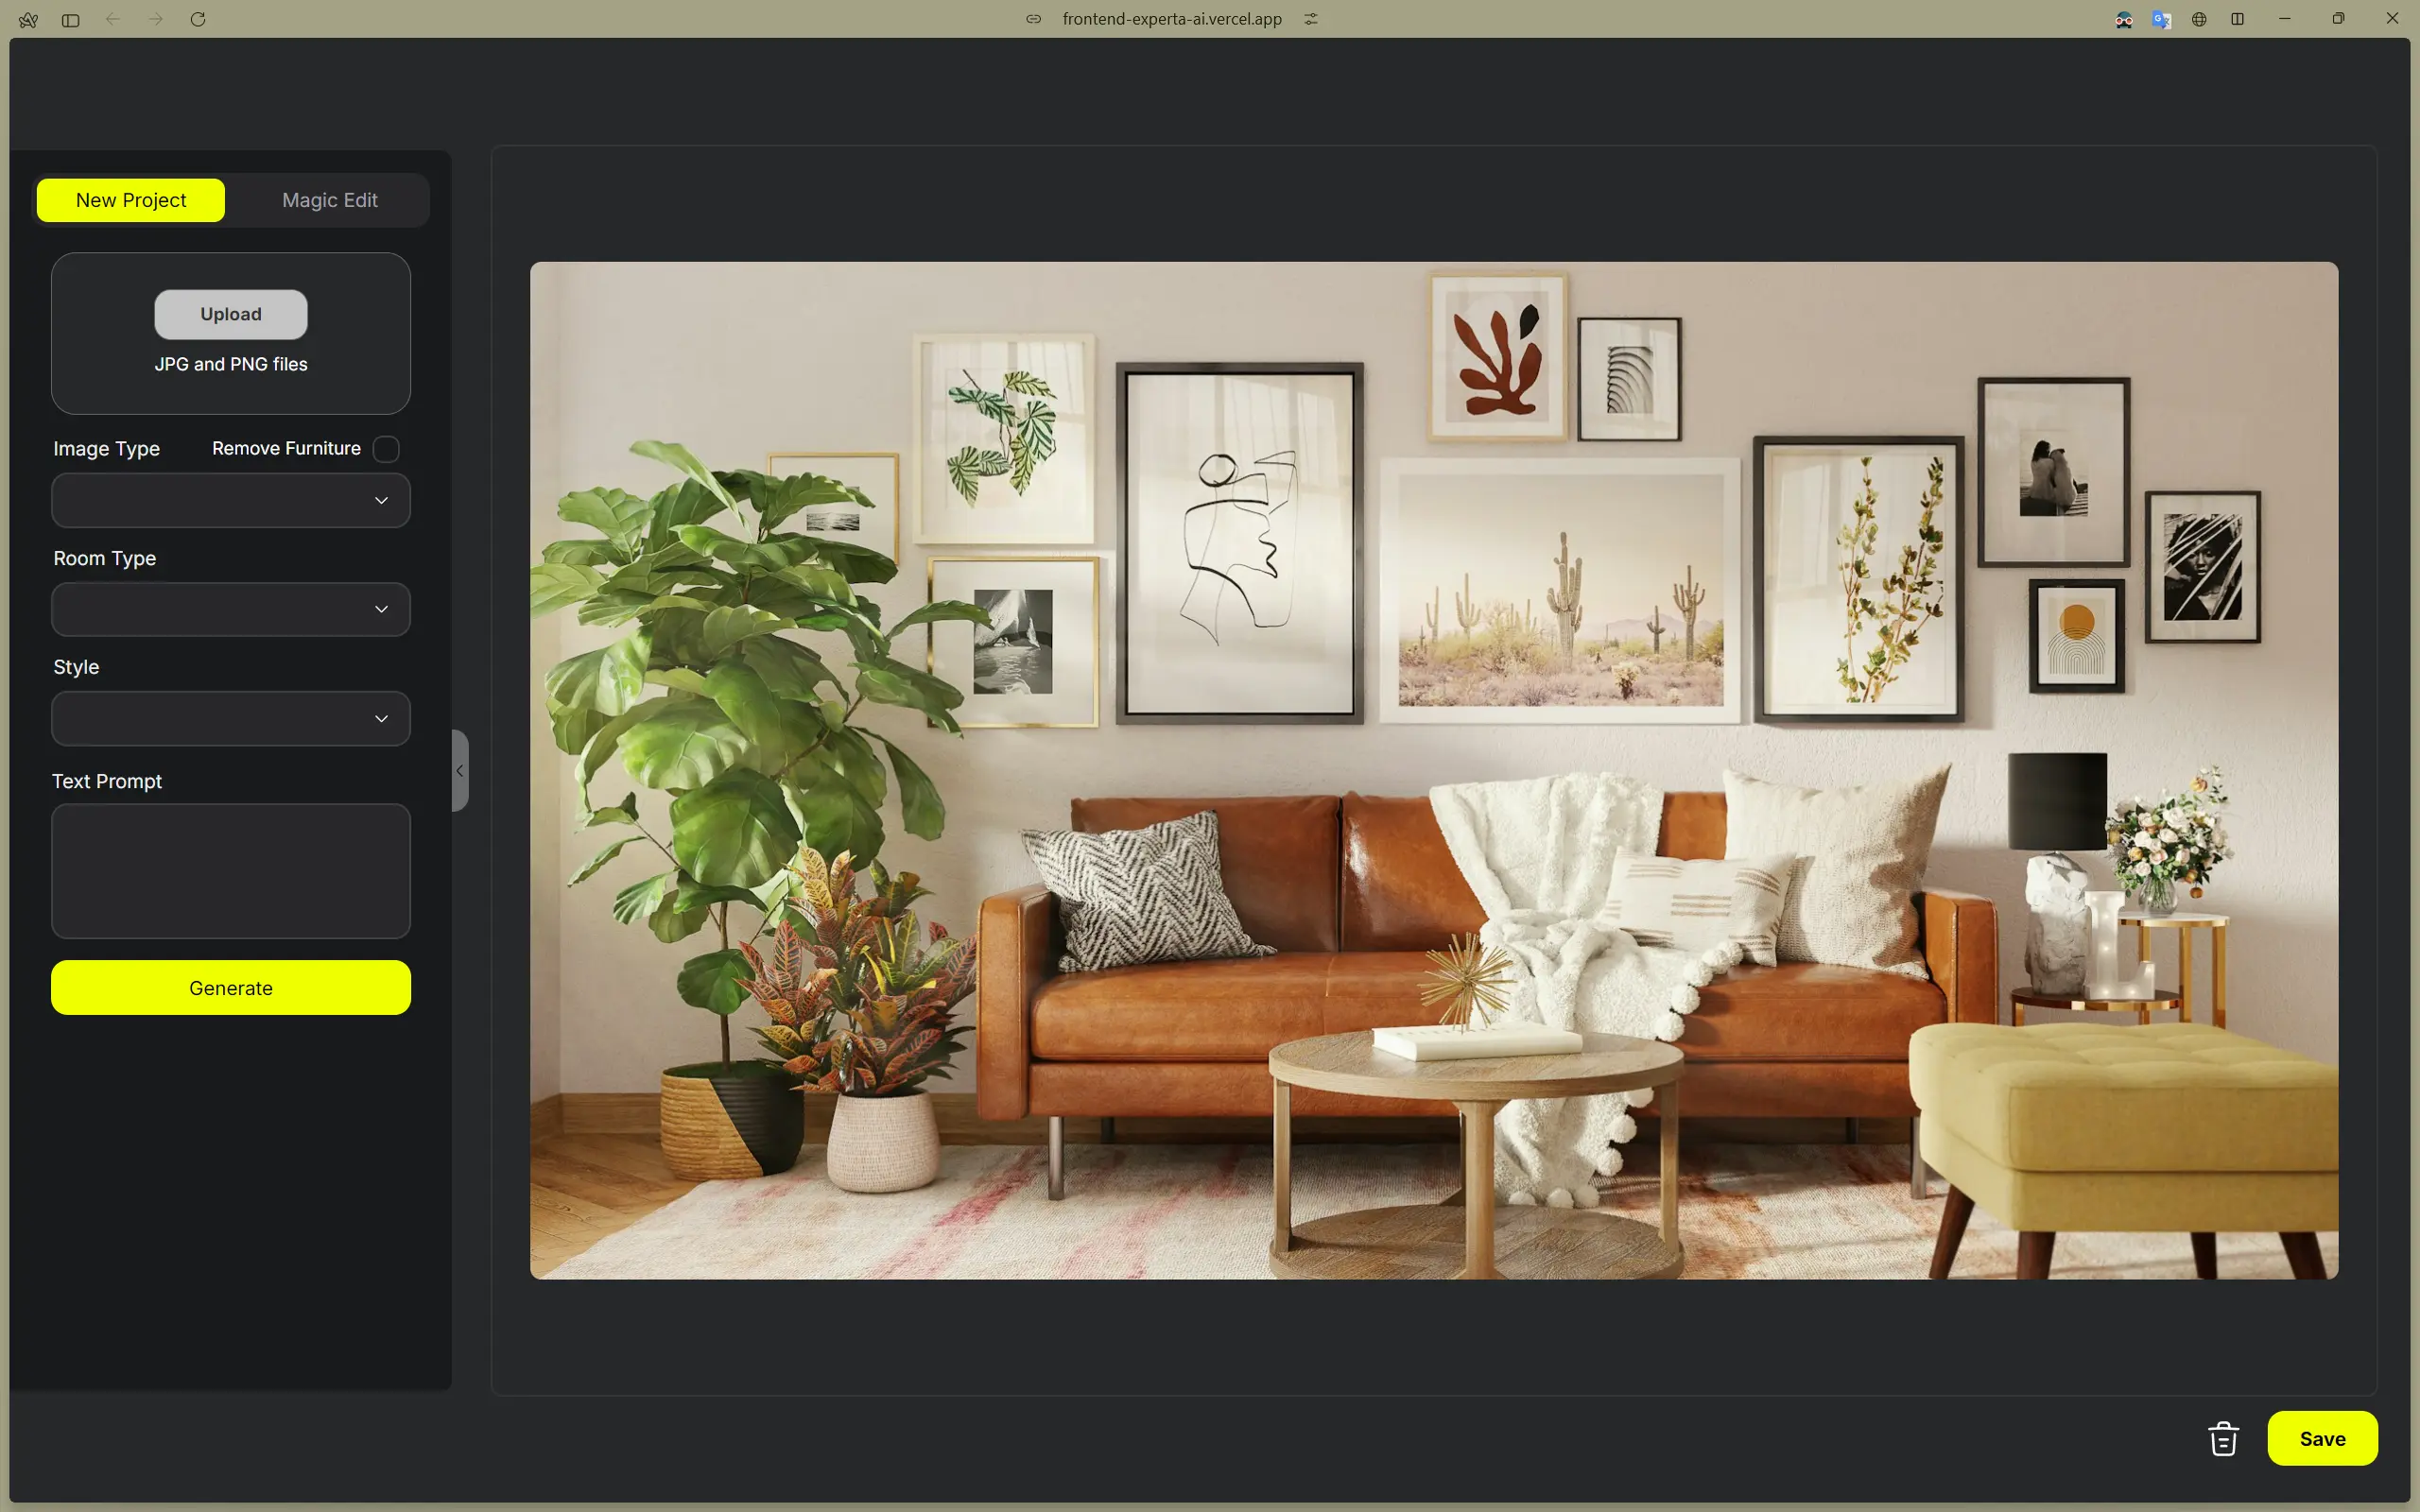 frontend-experta-ai.vercel.app
New Project
Magic Edit
Upload
JPG and PNG files
Image Type
Remove Furniture
Room Type
Style
Text Prompt
Generate
L
Save